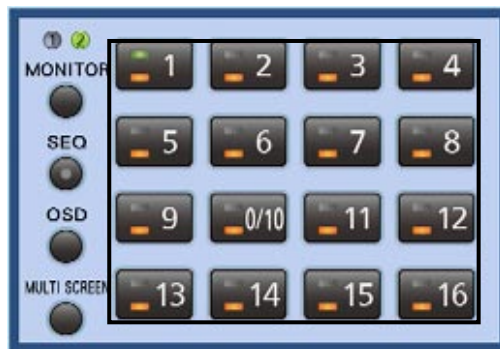 1 2
MONITOR
1 2 3 4
SEQ
5 6 7 8
OSD
9 0/10 11 12
MULTI SCREEN
13 14 15 16